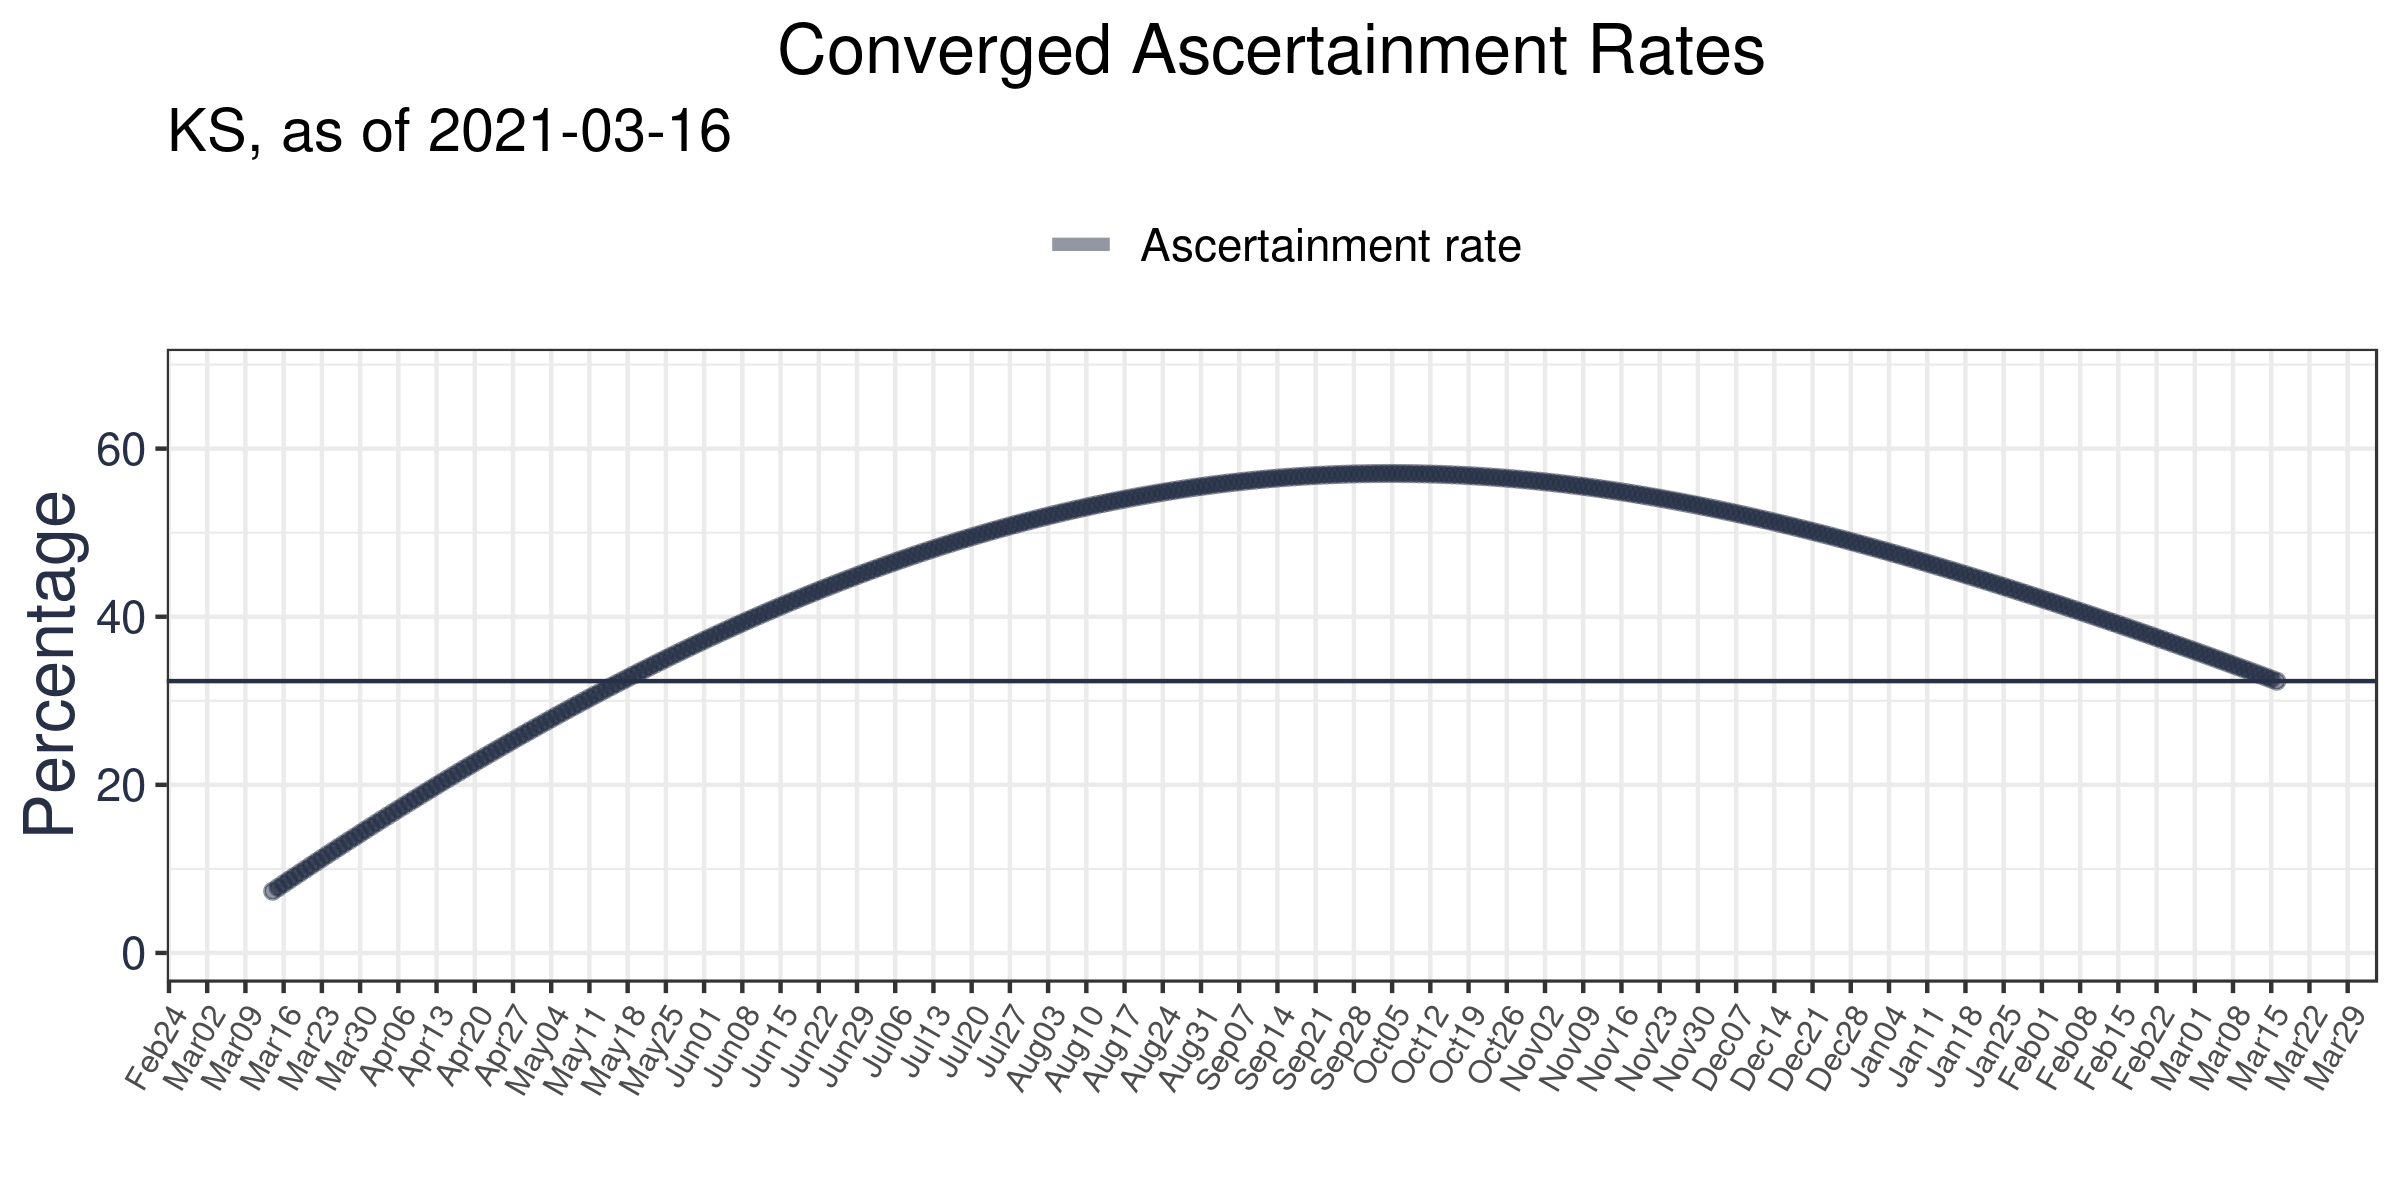 Converged Ascertainment Rates
KS, as of 2021-03-16
Ascertainment rate
Percentage
60
40
20
0
Feb24 Mar02 Mar09 Mar16 Mar23 Mar30 Apr06 Apr13 Apr20 Apr27 May04 May11 May18 May25 Jun01 Jun08 Jun15 Jun22 Jun29 Jul06 Jul13 Jul20 Jul27 Aug03 Aug10 Aug17 Aug24 Aug31 Sep07 Sep14 Sep21 Sep28 Oct05 Oct12 Oct19 Oct26 Nov02 Nov09 Nov16 Nov23 Nov30 Dec07 Dec14 Dec21 Dec28 Jan04 Jan11 Jan18 Jan25 Feb01 Feb08 Feb15 Feb22 Mar01 Mar08 Mar15 Mar22 Mar29